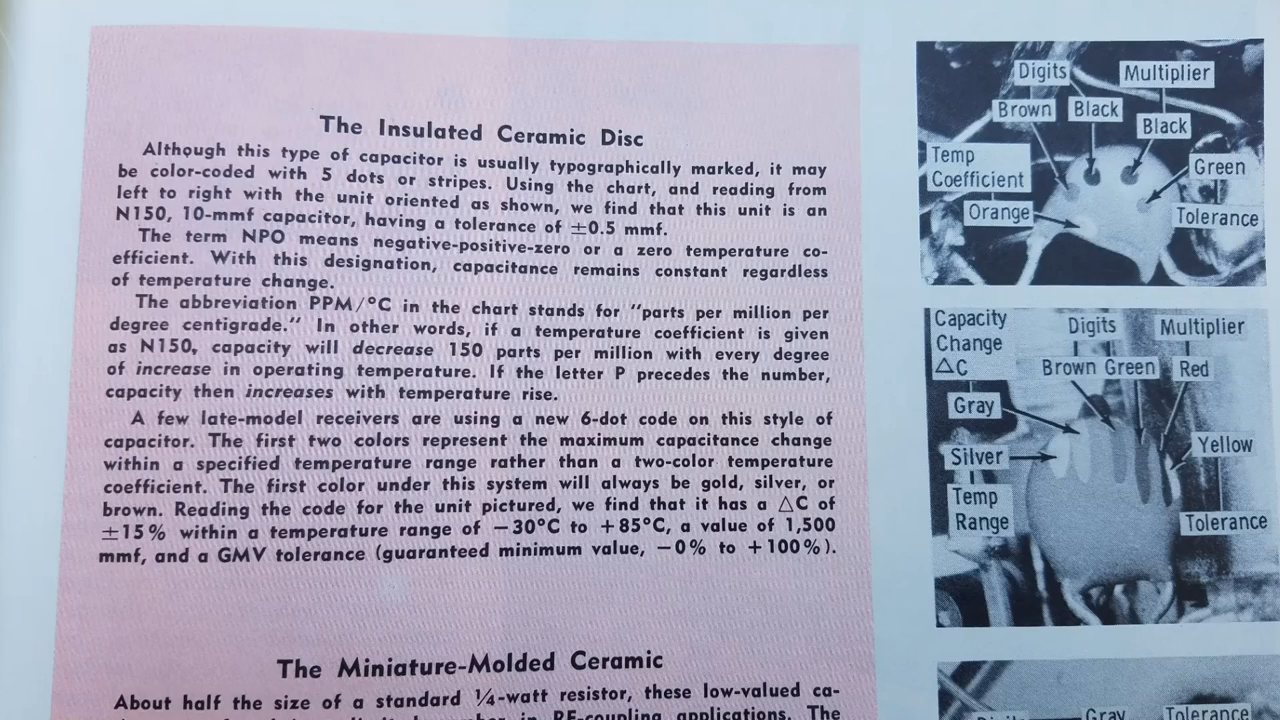 The Insulated Ceramic Disc
Although this type of capacitor is usually typographically marked, it may
be color-coded with 5 dots or stripes. Using the chart, and reading from
left to right with the unit oriented as shown, we find that this unit is an
N150, 10-mmf capacitor, having a tolerance of ±0.5 mmf.
The term NPO means negative-positive-zero or a zero temperature co-
efficient. With this designation, capacitance remains constant regardless
of temperature change.
The abbreviation PPM/°C in the chart stands for "parts per million per
degree centigrade." In other words, if a temperature coefficient is given
as N150, capacity will decrease 150 parts per million with every degree
of increase in operating temperature. If the letter P precedes the number,
capacity then increases with temperature rise.
A few late-model receivers are using a new 6-dot code on this style of
capacitor. The first two colors represent the maximum capacitance change
within a specified temperature range rather than a two-color temperature
coefficient. The first color under this system will always be gold, silver, or
brown. Reading the code for the unit pictured, we find that it has a △C of
±15% within a temperature range of −30°C to +85°C, a value of 1,500
mmf, and a GMV tolerance (guaranteed minimum value, −0% to +100%).
The Miniature-Molded Ceramic
About half the size of a standard ¼-watt resistor, these low-valued ca-
in RF-coupling applications. The
Digits
Multiplier
Brown
Black
Black
Temp
Coefficient
Green
Orange
Tolerance
Capacity
Change
△C
Digits
Multiplier
Brown Green
Red
Gray
Silver
Yellow
Temp
Range
Tolerance
Gray
Tolerance